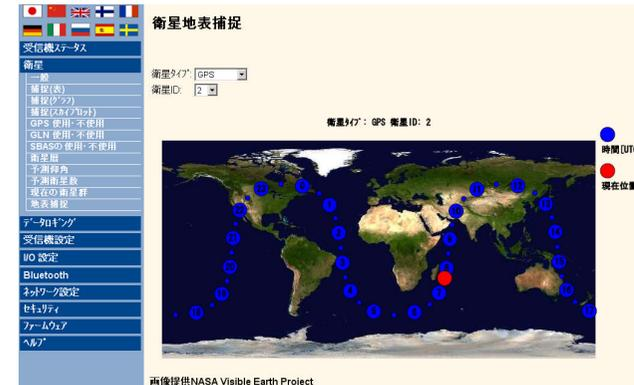 衛星地表捕捉
受信機ステータス
衛星
一般
捕捉(表)
捕捉(グラフ)
捕捉(スカイプロット)
GPS 使用・不使用
GLN 使用・不使用
SBASの使用・不使用
衛星暦
予測仰角
予測衛星数
現在の衛星群
地表捕捉
データロギング
受信機設定
I/O 設定
Bluetooth
ネットワーク設定
セキュリティ
ファームウェア
ヘルプ
衛星タイプ: GPS
衛星ID: 2
衛星タイプ: GPS 衛星ID: 2
時間[UT
現在位置
画像提供NASA Visible Earth Project